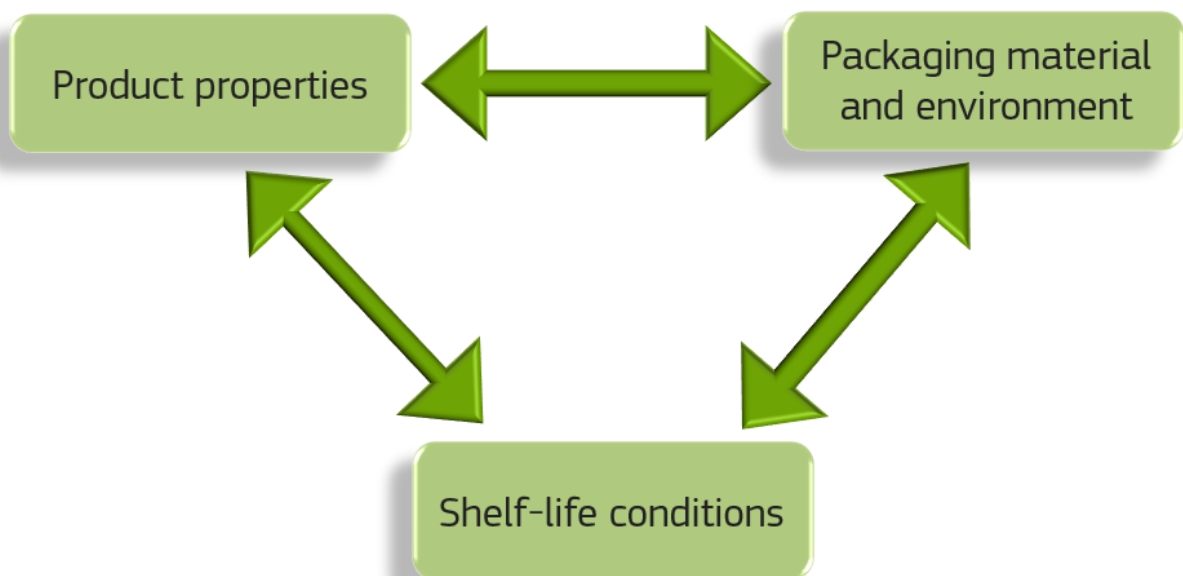 Product properties
Packaging material
and environment
Shelf-life conditions